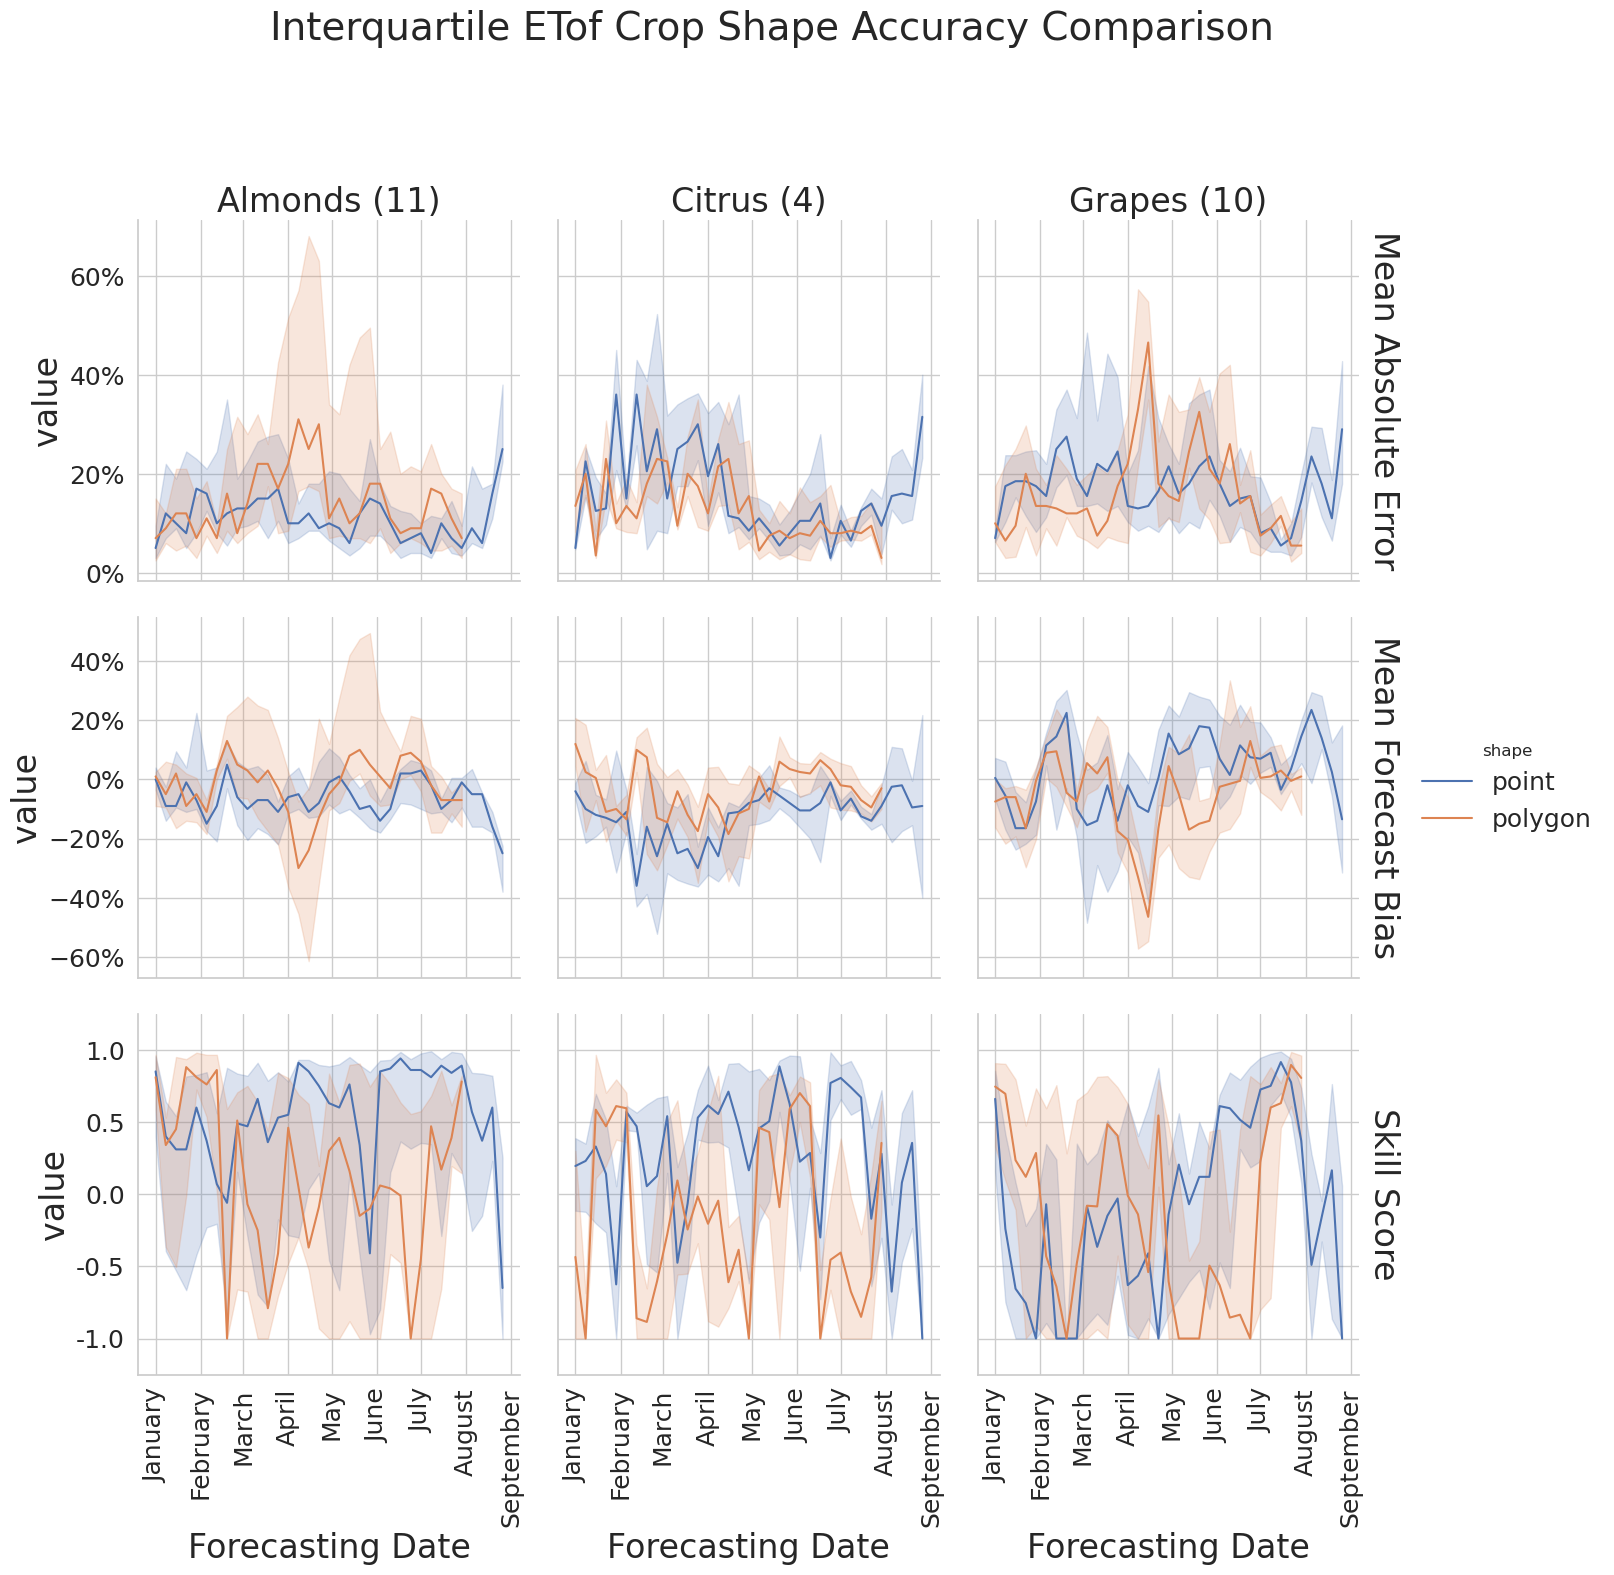 Interquartile ETof Crop Shape Accuracy Comparison
Almonds (11)
Citrus (4)
Grapes (10)
value
60%
40%
20%
0%
Mean Absolute Error
value
40%
20%
0%
−20%
−40%
−60%
Mean Forecast Bias
shape
point
polygon
value
1.0
0.5
0.0
-0.5
-1.0
Skill Score
January
February
March
April
May
June
July
August
September
January
February
March
April
May
June
July
August
September
January
February
March
April
May
June
July
August
September
Forecasting Date
Forecasting Date
Forecasting Date